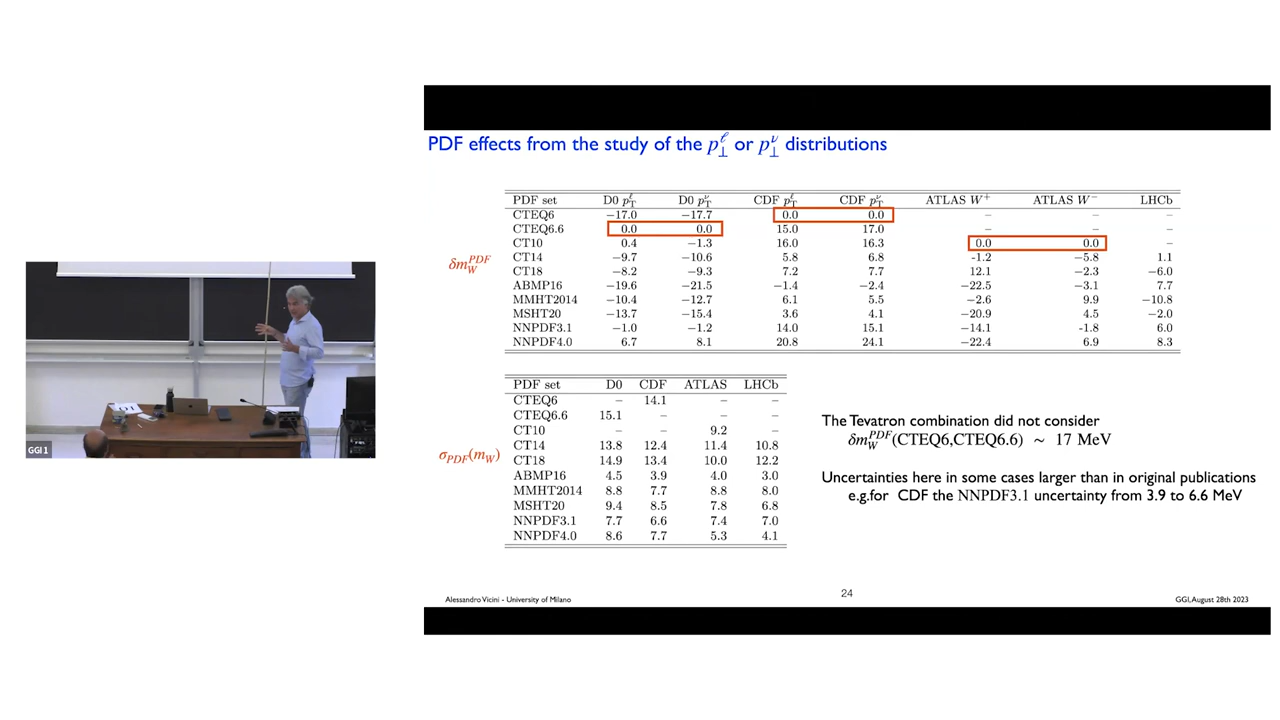 PDF effects from the study of the p⊥^ℓ or p⊥^ν distributions
PDF set D0 p_T^ℓ D0 p_T^ν CDF p_T^ℓ CDF p_T^ν ATLAS W⁺ ATLAS W⁻ LHCb
CTEQ6 −17.0 −17.7 0.0 0.0 – – –
CTEQ6.6 0.0 0.0 15.0 17.0 – – –
CT10 0.4 −1.3 16.0 16.3 0.0 0.0 –
CT14 −9.7 −10.6 5.8 6.8 -1.2 −5.8 1.1
CT18 −8.2 −9.3 7.2 7.7 12.1 −2.3 −6.0
ABMP16 −19.6 −21.5 −1.4 −2.4 −22.5 −3.1 7.7
MMHT2014 −10.4 −12.7 6.1 5.5 −2.6 9.9 −10.8
MSHT20 −13.7 −15.4 3.6 4.1 −20.9 4.5 −2.0
NNPDF3.1 −1.0 −1.2 14.0 15.1 −14.1 -1.8 6.0
NNPDF4.0 6.7 8.1 20.8 24.1 −22.4 6.9 8.3
δm_W^PDF
PDF set D0 CDF ATLAS LHCb
CTEQ6 – 14.1 – –
CTEQ6.6 15.1 – – –
CT10 – – 9.2 –
CT14 13.8 12.4 11.4 10.8
CT18 14.9 13.4 10.0 12.2
ABMP16 4.5 3.9 4.0 3.0
MMHT2014 8.8 7.7 8.8 8.0
MSHT20 9.4 8.5 7.8 6.8
NNPDF3.1 7.7 6.6 7.4 7.0
NNPDF4.0 8.6 7.7 5.3 4.1
σ_PDF(m_W)
The Tevatron combination did not consider
δm_W^PDF(CTEQ6,CTEQ6.6) ~ 17 MeV
Uncertainties here in some cases larger than in original publications
e.g.for CDF the NNPDF3.1 uncertainty from 3.9 to 6.6 MeV
GGI 1
Alessandro Vicini - University of Milano
24
GGI, August 28th 2023